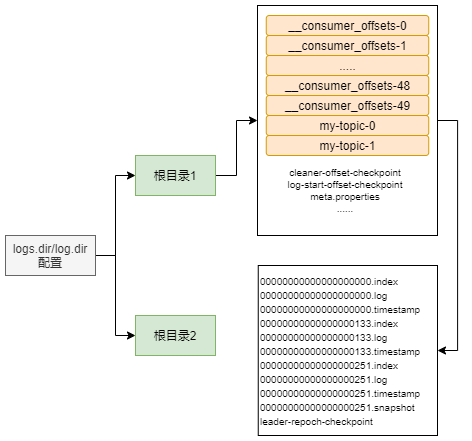 logs.dir/log.dir
配置
根目录1
根目录2
__consumer_offsets-0
__consumer_offsets-1
.....
__consumer_offsets-48
__consumer_offsets-49
my-topic-0
my-topic-1
cleaner-offset-checkpoint
log-start-offset-checkpoint
meta.properties
......
00000000000000000000.index
00000000000000000000.log
00000000000000000000.timestamp
00000000000000000133.index
00000000000000000133.log
00000000000000000133.timestamp
00000000000000000251.index
00000000000000000251.log
00000000000000000251.timestamp
00000000000000000251.snapshot
leader-repoch-checkpoint